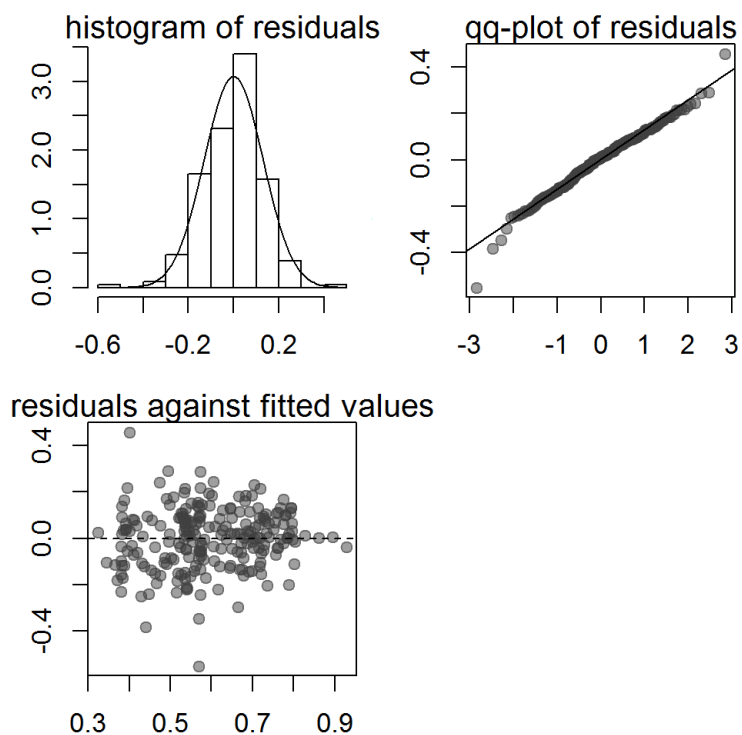 histogram of residuals
3.0
2.0
1.0
0.0
-0.6 -0.2 0.2
qq-plot of residuals
0.4
0.0
-0.4
-3 -1 0 1 2 3
residuals against fitted values
0.4
0.0
-0.4
0.3 0.5 0.7 0.9